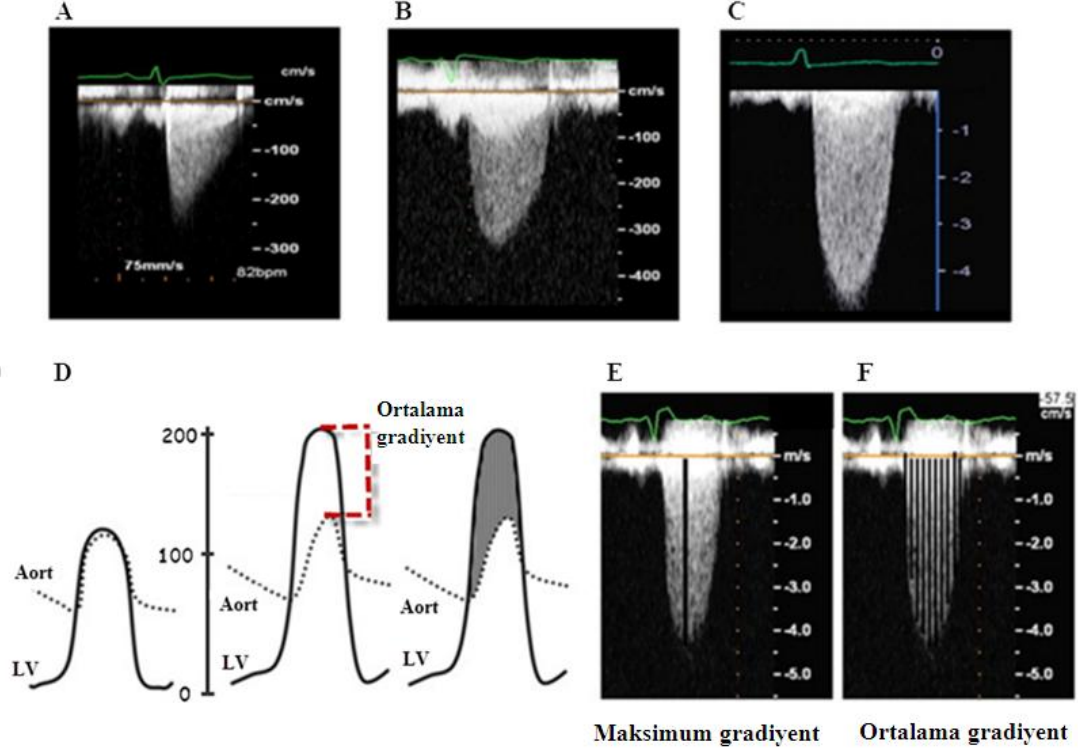 A
B
C
cm/s
cm/s
-100
-200
-300
75mm/s
82bpm
cm/s
-100
-200
-300
-400
0
-1
-2
-3
-4
D
E
F
200
100
0
Aort
LV
Ortalama
gradiyent
Aort
LV
Aort
LV
m/s
-1.0
-2.0
-3.0
-4.0
-5.0
-57.5
cm/s
m/s
-1.0
-2.0
-3.0
-4.0
-5.0
Maksimum gradiyent
Ortalama gradiyent